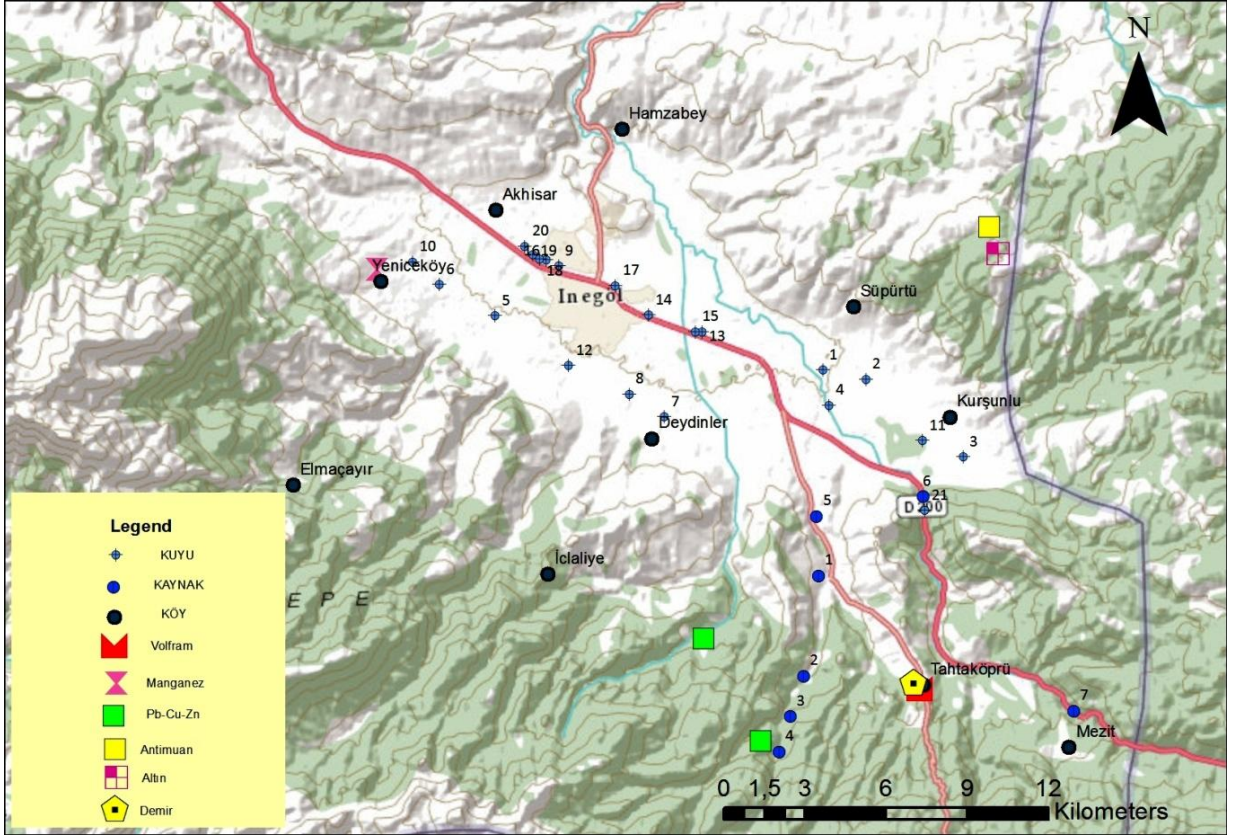 N
Hamzabey
Akhisar
20
16
19
9
18
10
Yeniceköy
6
17
Inegol
5
14
15
13
Süpürtü
12
1
2
8
4
7
Deydinler
Kurşunlu
11
3
Elmaçayır
6
21
D 200
5
İclaliye
1
E P E
2
Tahtaköprü
3
7
4
Mezit
Legend
KUYU
KAYNAK
KÖY
Volfram
Manganez
Pb-Cu-Zn
Antimuan
Altın
Demir
0 1,5 3 6 9 12
Kilometers